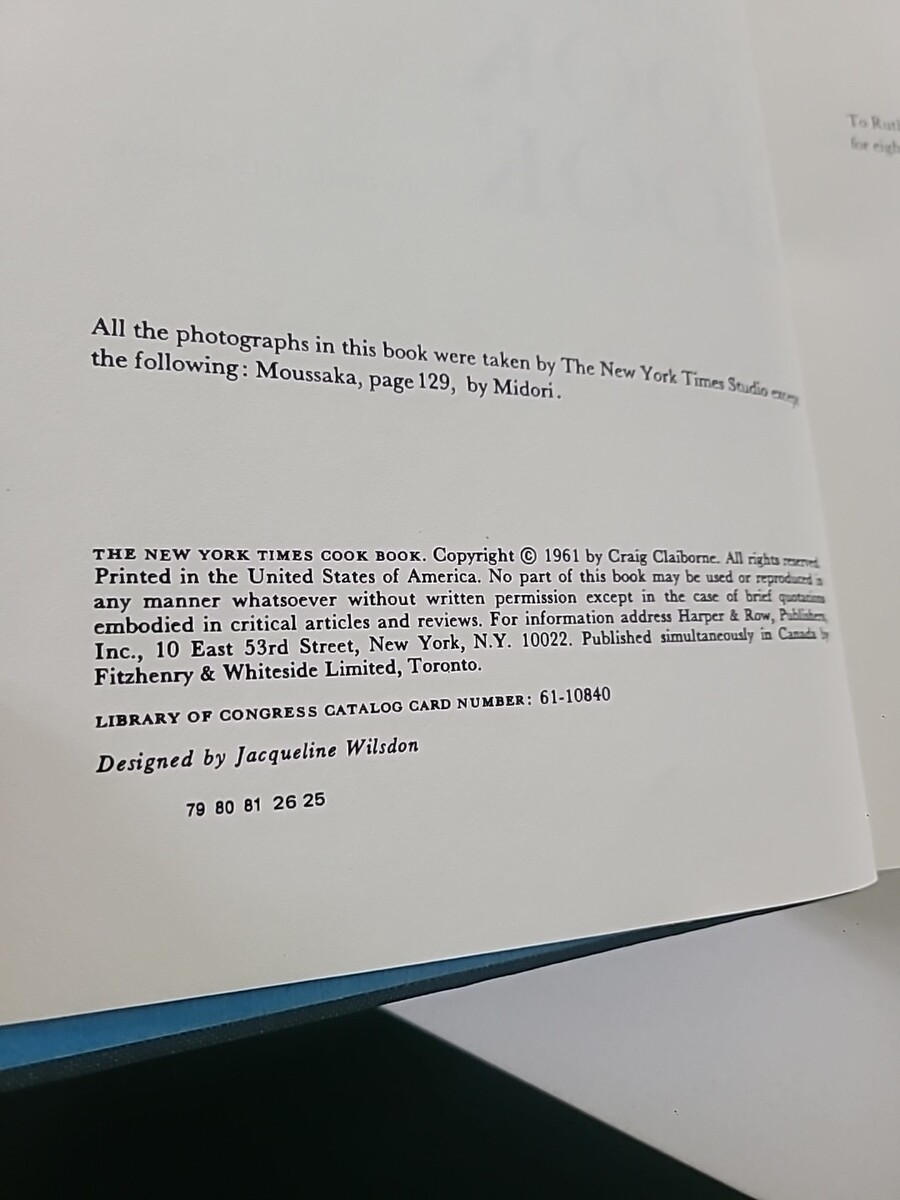 To
for
All the photographs in this book were taken by The New York Times Studio except
the following: Moussaka, page 129, by Midori.
THE NEW YORK TIMES COOK BOOK. Copyright © 1961 by Craig Claiborne. All rights reserved.
Printed in the United States of America. No part of this book may be used or reproduced in
any manner whatsoever without written permission except in the case of brief quotations
embodied in critical articles and reviews. For information address Harper & Row, Publishers,
Inc., 10 East 53rd Street, New York, N.Y. 10022. Published simultaneously in Canada by
Fitzhenry & Whiteside Limited, Toronto.
LIBRARY OF CONGRESS CATALOG CARD NUMBER: 61-10840
Designed by Jacqueline Wilsdon
79 80 81 26 25